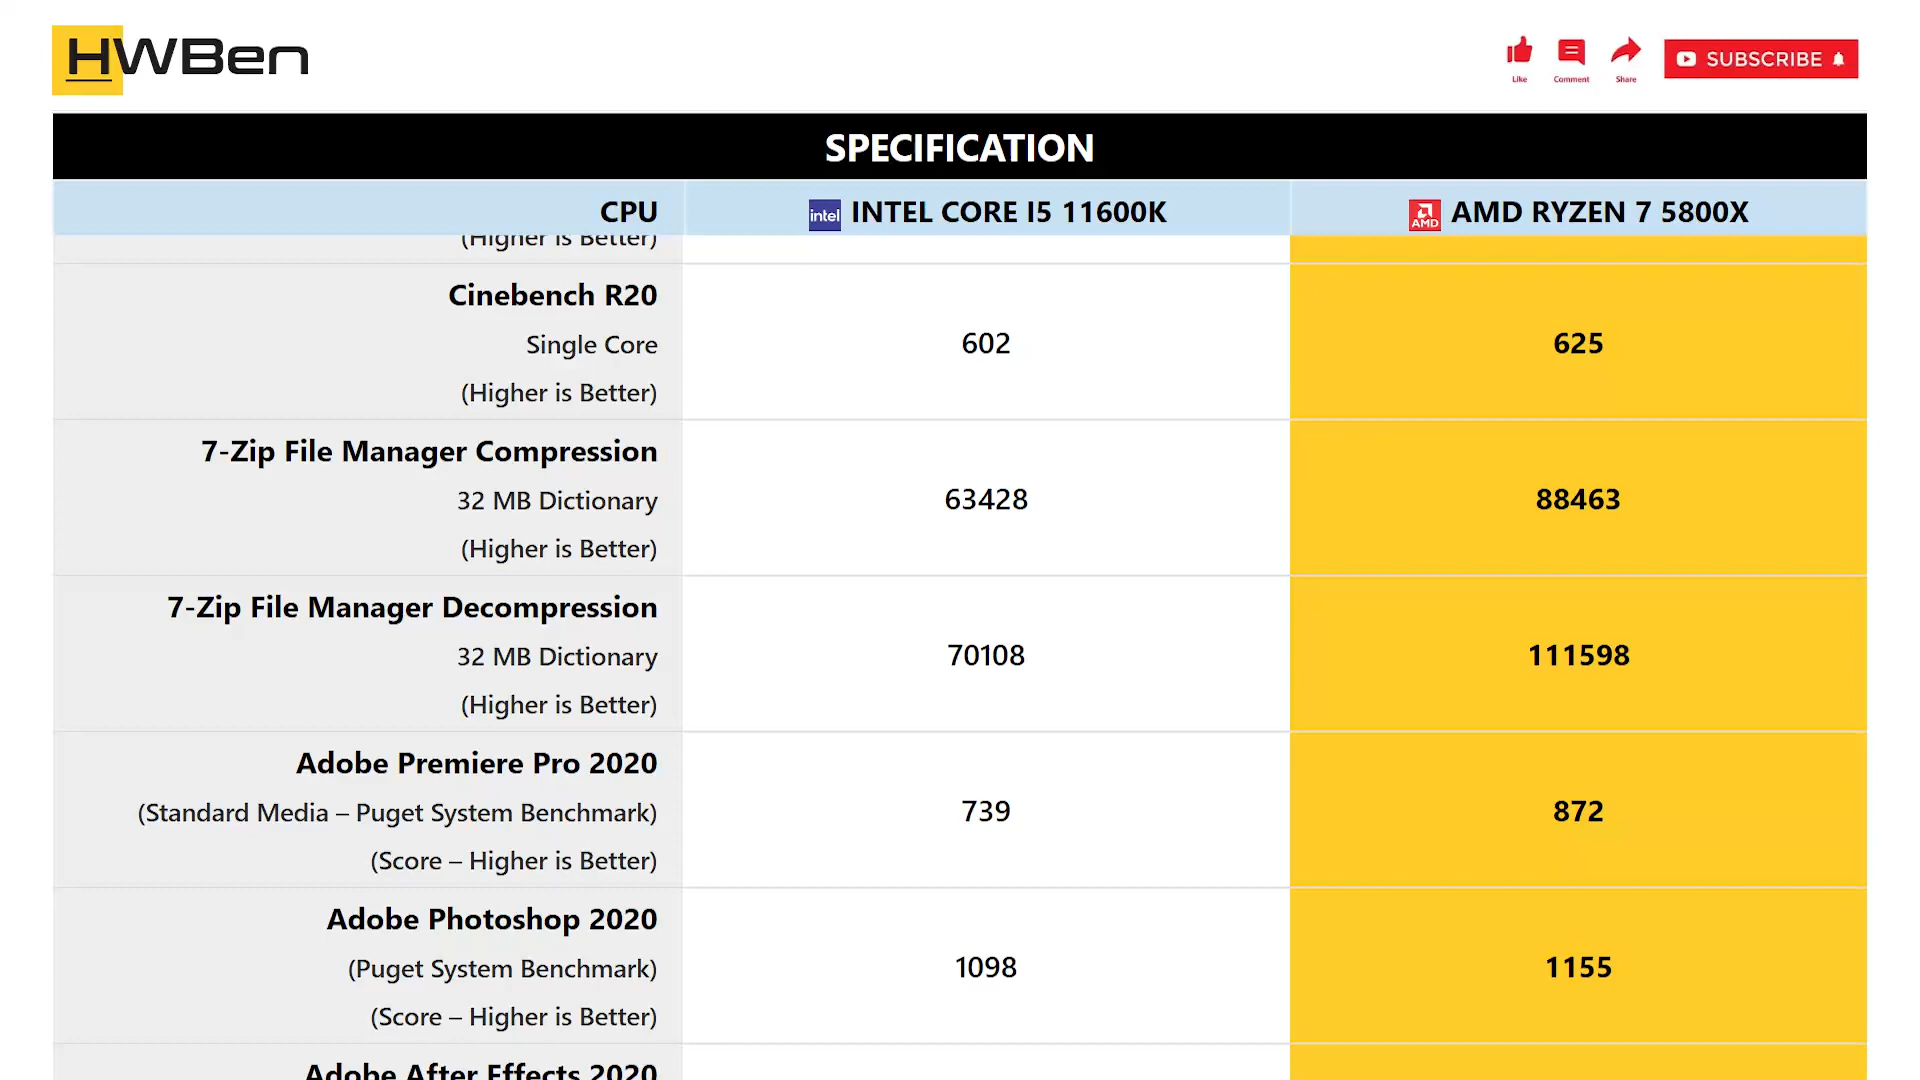 HWBen
Like
Comment
Share
SUBSCRIBE
SPECIFICATION
CPU
intel INTEL CORE I5 11600K
AMD AMD RYZEN 7 5800X
(Higher is Better)
Cinebench R20
Single Core
(Higher is Better)
602
625
7-Zip File Manager Compression
32 MB Dictionary
(Higher is Better)
63428
88463
7-Zip File Manager Decompression
32 MB Dictionary
(Higher is Better)
70108
111598
Adobe Premiere Pro 2020
(Standard Media – Puget System Benchmark)
(Score – Higher is Better)
739
872
Adobe Photoshop 2020
(Puget System Benchmark)
(Score – Higher is Better)
1098
1155
Adobe After Effects 2020